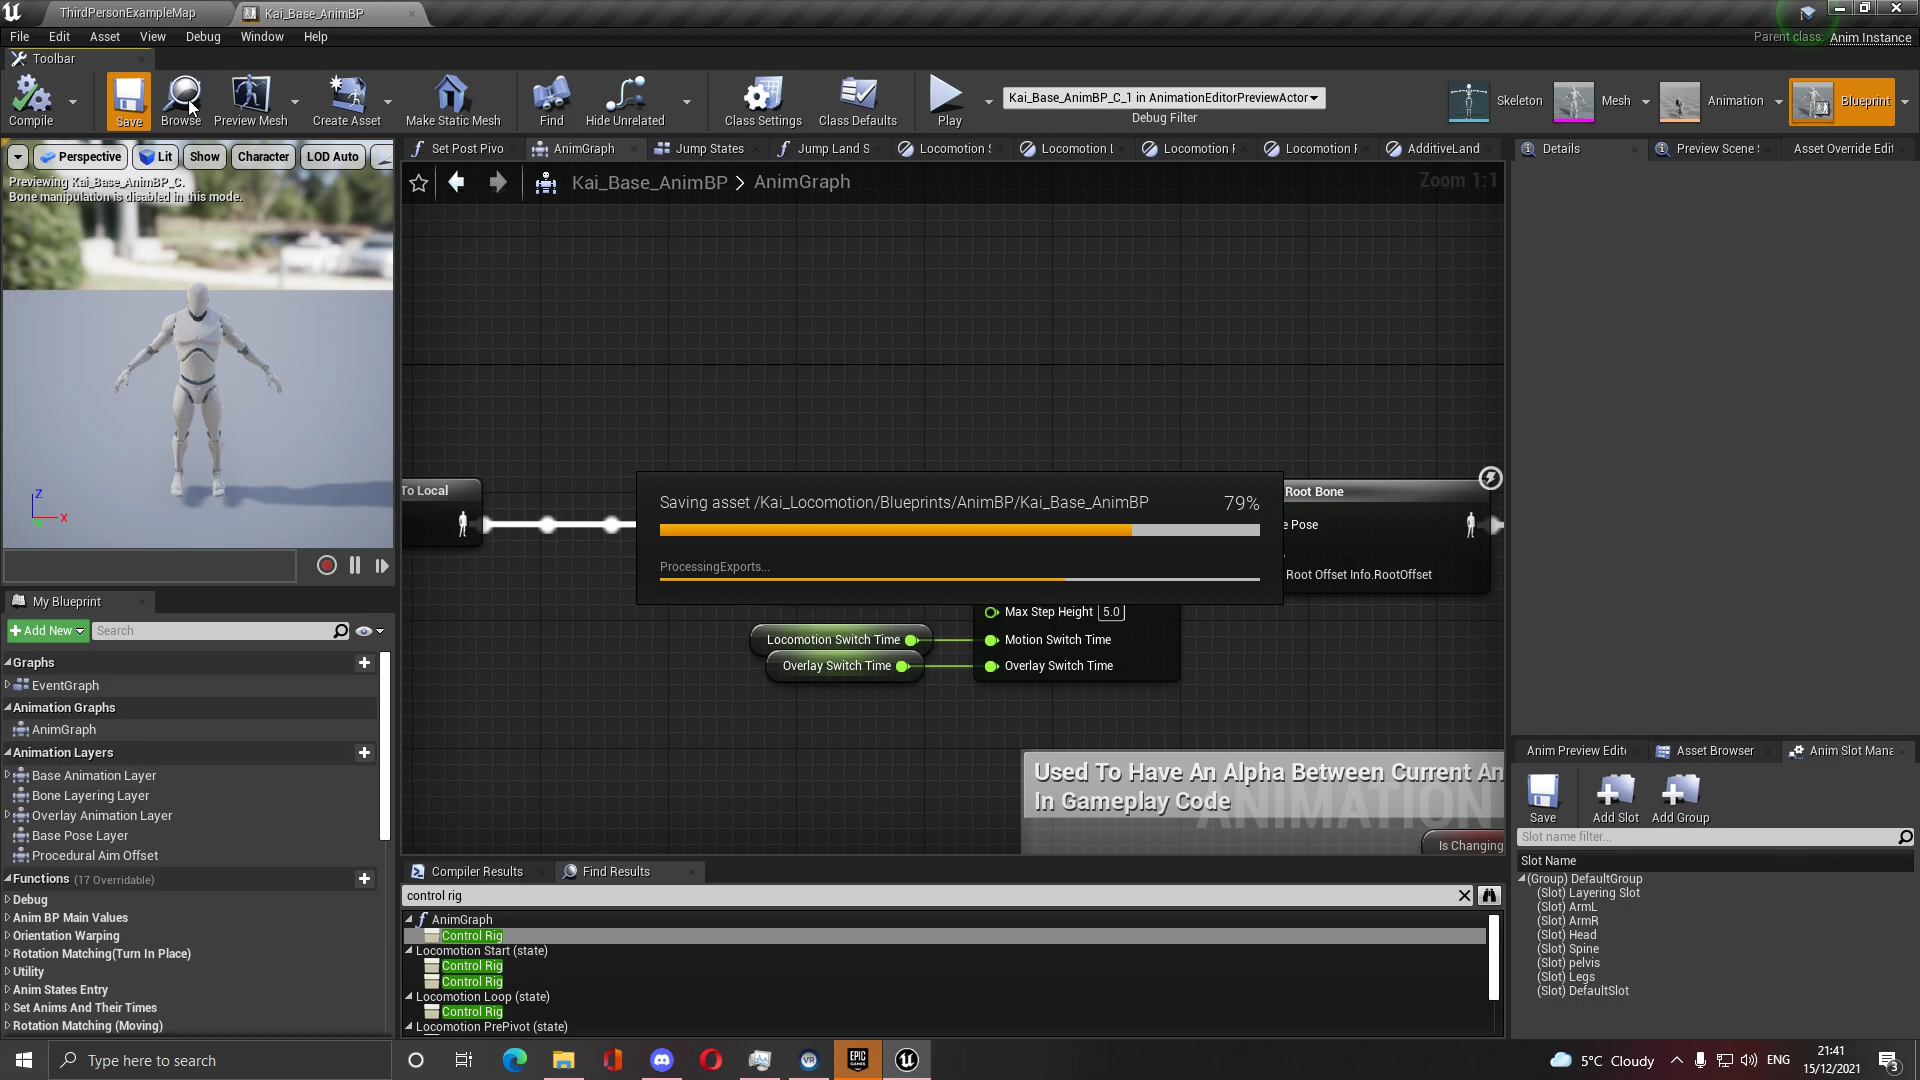 ThirdPersonExampleMap
Kai_Base_AnimBP
File Edit Asset View Debug Window Help
Parent class: Anim Instance
Toolbar
Compile
Save
Browse
Preview Mesh
Create Asset
Make Static Mesh
Find
Hide Unrelated
Class Settings
Class Defaults
Play
Kai_Base_AnimBP_C_1 in AnimationEditorPreviewActor
Debug Filter
Skeleton
Mesh
Animation
Blueprint
Perspective
Lit
Show
Character
LOD Auto
Previewing Kai_Base_AnimBP_C.
Bone manipulation is disabled in this mode.
Z
X
Set Post Pivo
AnimGraph
Jump States
Jump Land S
Locomotion S
Locomotion L
Locomotion P
Locomotion P
AdditiveLand
Kai_Base_AnimBP > AnimGraph
Zoom 1:1
To Local
Saving asset /Kai_Locomotion/Blueprints/AnimBP/Kai_Base_AnimBP
79%
ProcessingExports...
Root Bone
e Pose
Root Offset Info.RootOffset
Max Step Height 5.0
Locomotion Switch Time
Motion Switch Time
Overlay Switch Time
Overlay Switch Time
Used To Have An Alpha Between Current An
In Gameplay Code
ANIMATION
Is Changing
My Blueprint
Add New
Search
Graphs
EventGraph
Animation Graphs
AnimGraph
Animation Layers
Base Animation Layer
Bone Layering Layer
Overlay Animation Layer
Base Pose Layer
Procedural Aim Offset
Functions (17 Overridable)
Debug
Anim BP Main Values
Orientation Warping
Rotation Matching(Turn In Place)
Utility
Anim States Entry
Set Anims And Their Times
Rotation Matching (Moving)
Compiler Results
Find Results
control rig
AnimGraph
Control Rig
Locomotion Start (state)
Control Rig
Control Rig
Locomotion Loop (state)
Control Rig
Locomotion PrePivot (state)
Details
Preview Scene
Asset Override Edit
Anim Preview Edit
Asset Browser
Anim Slot Mana
Save
Add Slot
Add Group
Slot name filter...
Slot Name
(Group) DefaultGroup
(Slot) Layering Slot
(Slot) ArmL
(Slot) ArmR
(Slot) Head
(Slot) Spine
(Slot) pelvis
(Slot) Legs
(Slot) DefaultSlot
Type here to search
VR
EPIC
GAMES
5°C Cloudy
ENG
21:41
15/12/2021
3